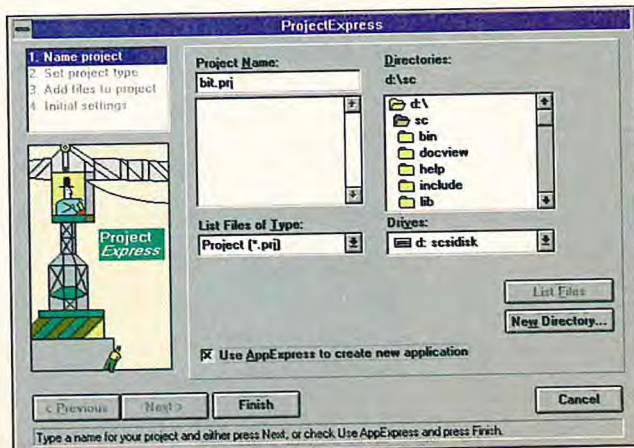 ProjectExpress
1. Name project
2. Set project type
3. Add files to project
4. Initial settings
Project Express
Project Name:
bit.prj
List Files of Type:
Project (*.prj)
Directories:
d:\sc
d:\
sc
bin
docview
help
include
lib
Drives:
d: scsidisk
List Files
New Directory...
Use AppExpress to create new application
< Previous
Next >
Finish
Cancel
Type a name for your project and either press Next, or check Use AppExpress and press Finish.